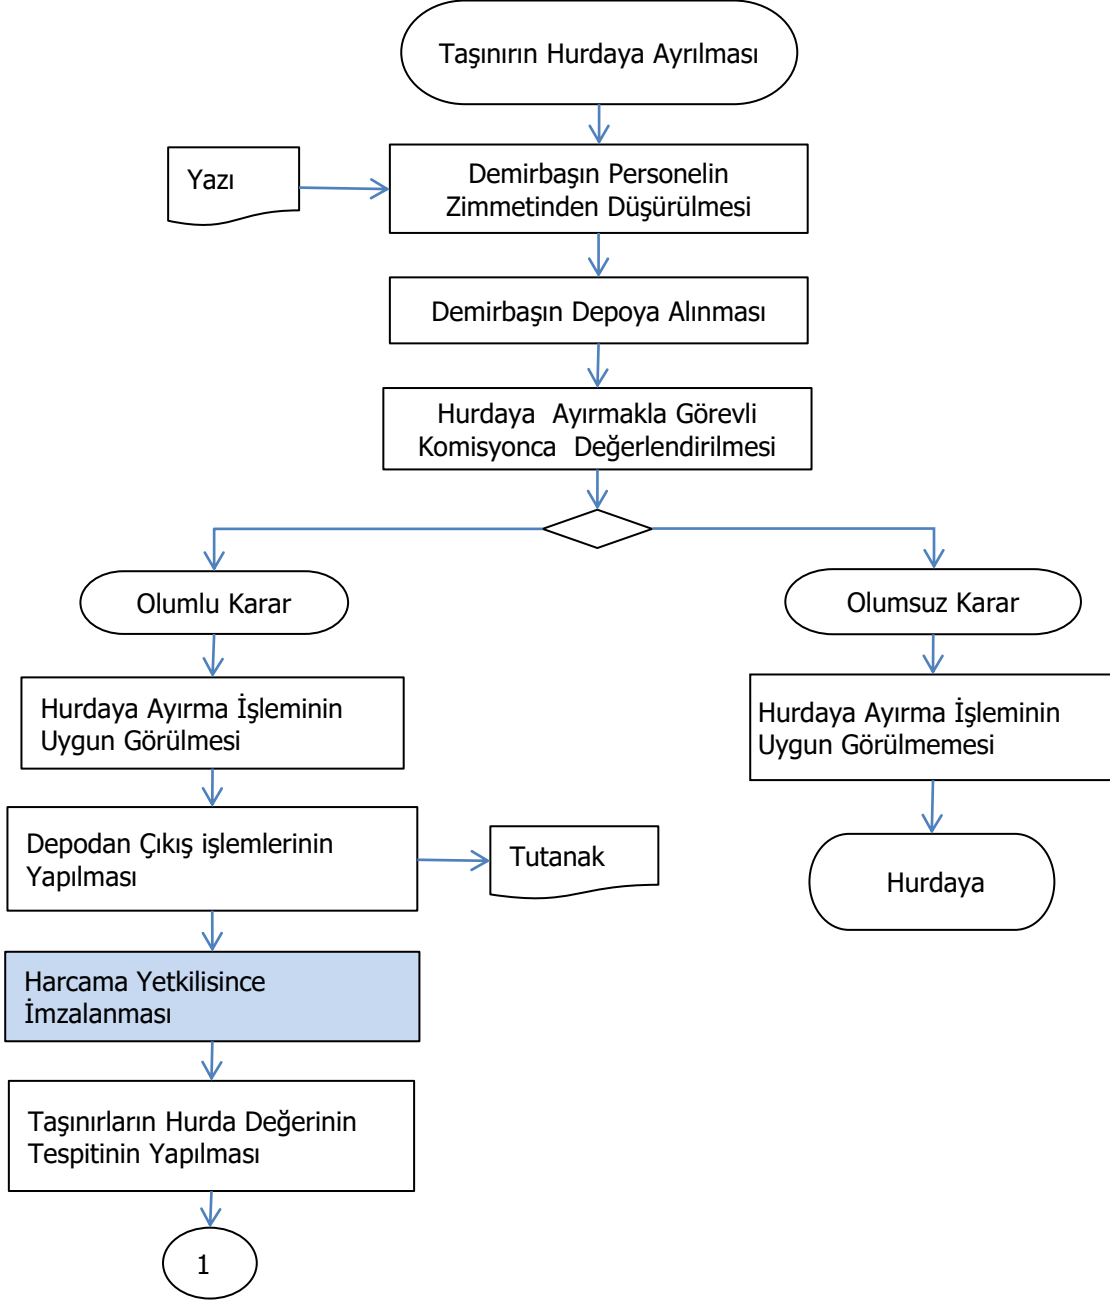 Taşınırın Hurdaya Ayrılması
Yazı
Demirbaşın Personelin
Zimmetinden Düşürülmesi
Demirbaşın Depoya Alınması
Hurdaya Ayırmakla Görevli
Komisyonca Değerlendirilmesi
Olumlu Karar
Olumsuz Karar
Hurdaya Ayırma İşleminin
Uygun Görülmesi
Hurdaya Ayırma İşleminin
Uygun Görülmemesi
Depodan Çıkış işlemlerinin
Yapılması
Tutanak
Hurdaya
Harcama Yetkilisince
İmzalanması
Taşınırların Hurda Değerinin
Tespitinin Yapılması
1